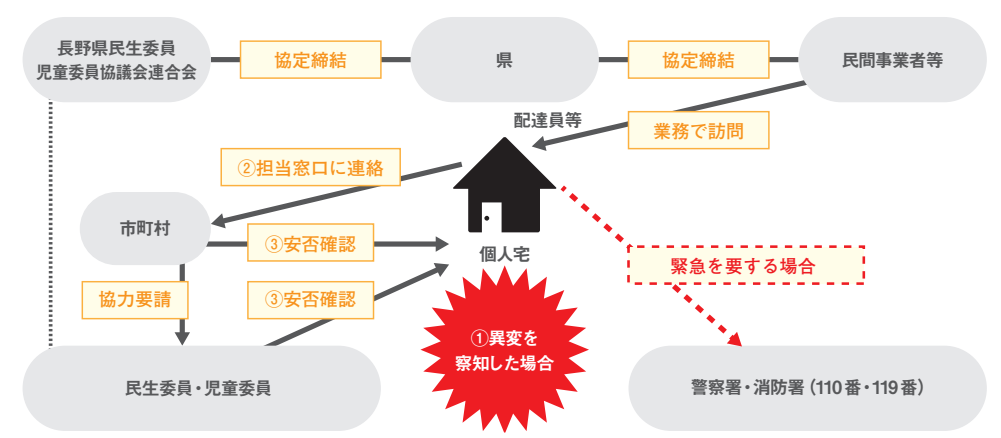 長野県民生委員
児童委員協議会連合会
協定締結
県
協定締結
民間事業者等
配達員等
業務で訪問
②担当窓口に連絡
市町村
③安否確認
個人宅
緊急を要する場合
協力要請
③安否確認
①異変を
察知した場合
民生委員・児童委員
警察署・消防署（110番・119番）